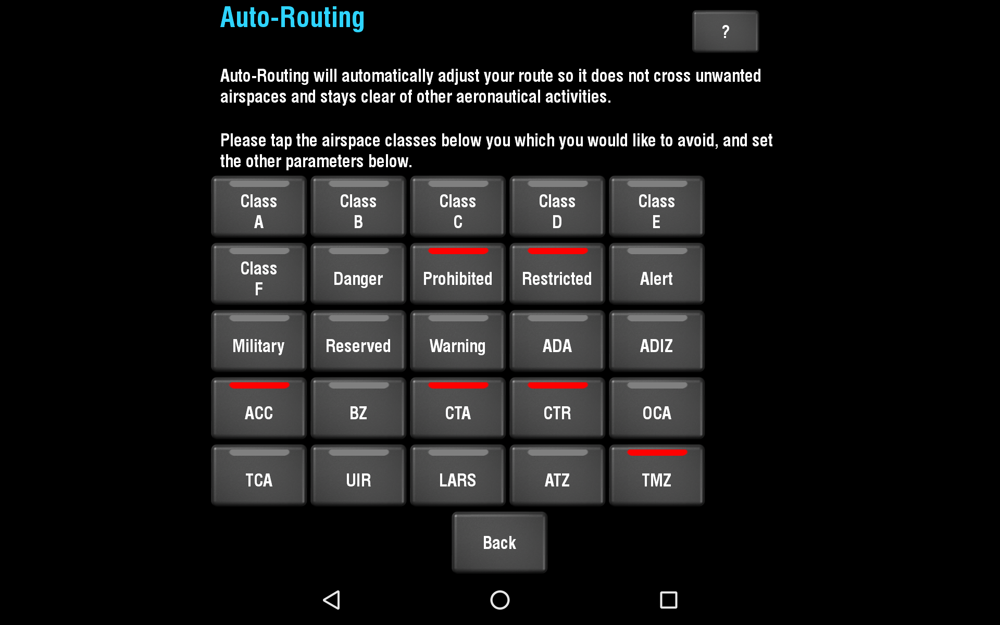 Auto-Routing
?
Auto-Routing will automatically adjust your route so it does not cross unwanted
airspaces and stays clear of other aeronautical activities.
Please tap the airspace classes below you which you would like to avoid, and set
the other parameters below.
Class
A
Class
B
Class
C
Class
D
Class
E
Class
F
Danger
Prohibited
Restricted
Alert
Military
Reserved
Warning
ADA
ADIZ
ACC
BZ
CTA
CTR
OCA
TCA
UIR
LARS
ATZ
TMZ
Back